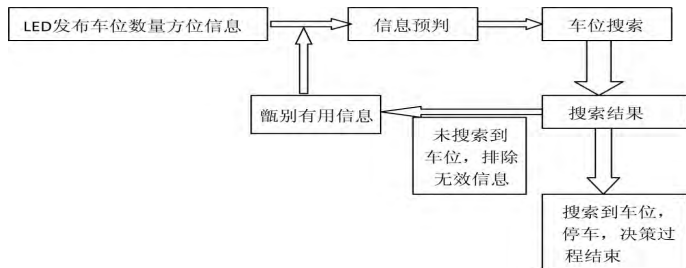 LED发布车位数量方位信息
信息预判
车位搜索
甄别有用信息
搜索结果
未搜索到
车位，排除
无效信息
搜索到车位，
停车，决策过
程结束